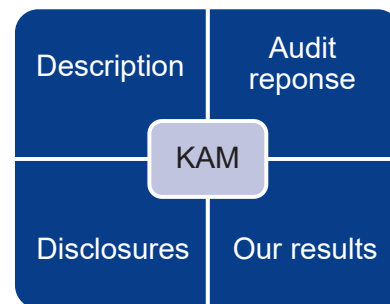 Description
Audit
reponse
KAM
Disclosures
Our results